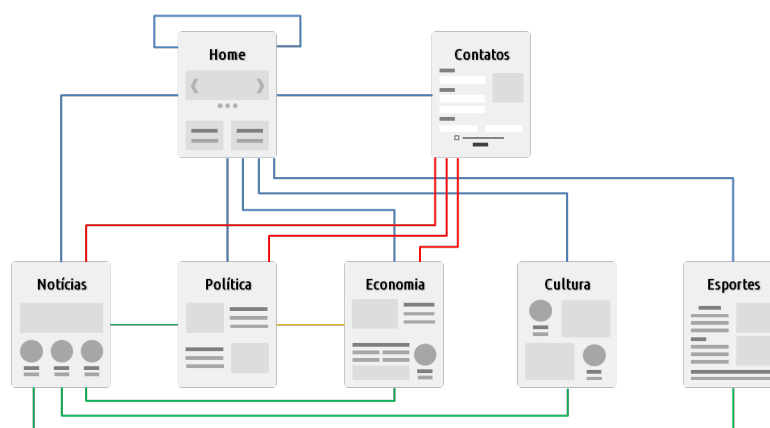 Home
Contatos
Notícias
Política
Economia
Cultura
Esportes